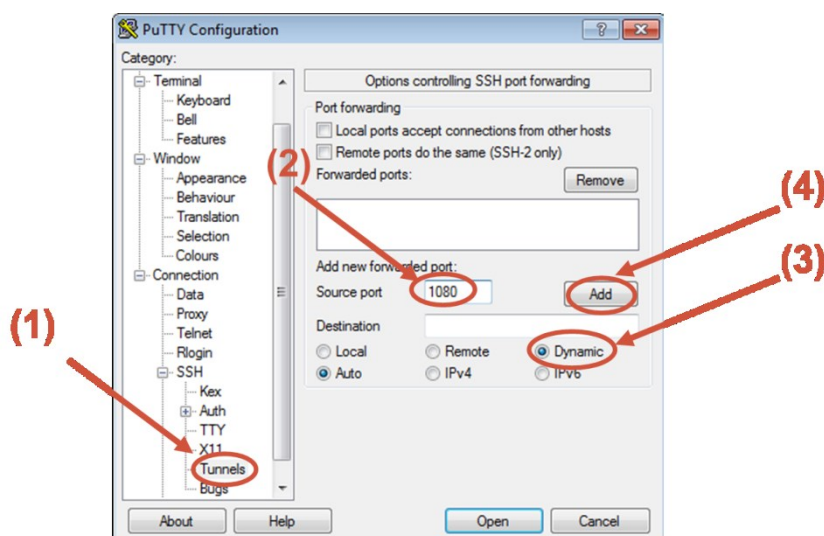 PuTTY Configuration
Category:
Terminal
Keyboard
Bell
Features
Window
Appearance
Behaviour
Translation
Selection
Colours
Connection
Data
Proxy
Telnet
Rlogin
SSH
Kex
Auth
TTY
X11
Tunnels
Bugs
Options controlling SSH port forwarding
Port forwarding
Local ports accept connections from other hosts
Remote ports do the same (SSH-2 only)
Forwarded ports:
Remove
Add new forwarded port:
Source port 1080 Add
Destination
Local Remote Dynamic
Auto IPv4 IPv6
About Help Open Cancel
(1)
(2)
(3)
(4)